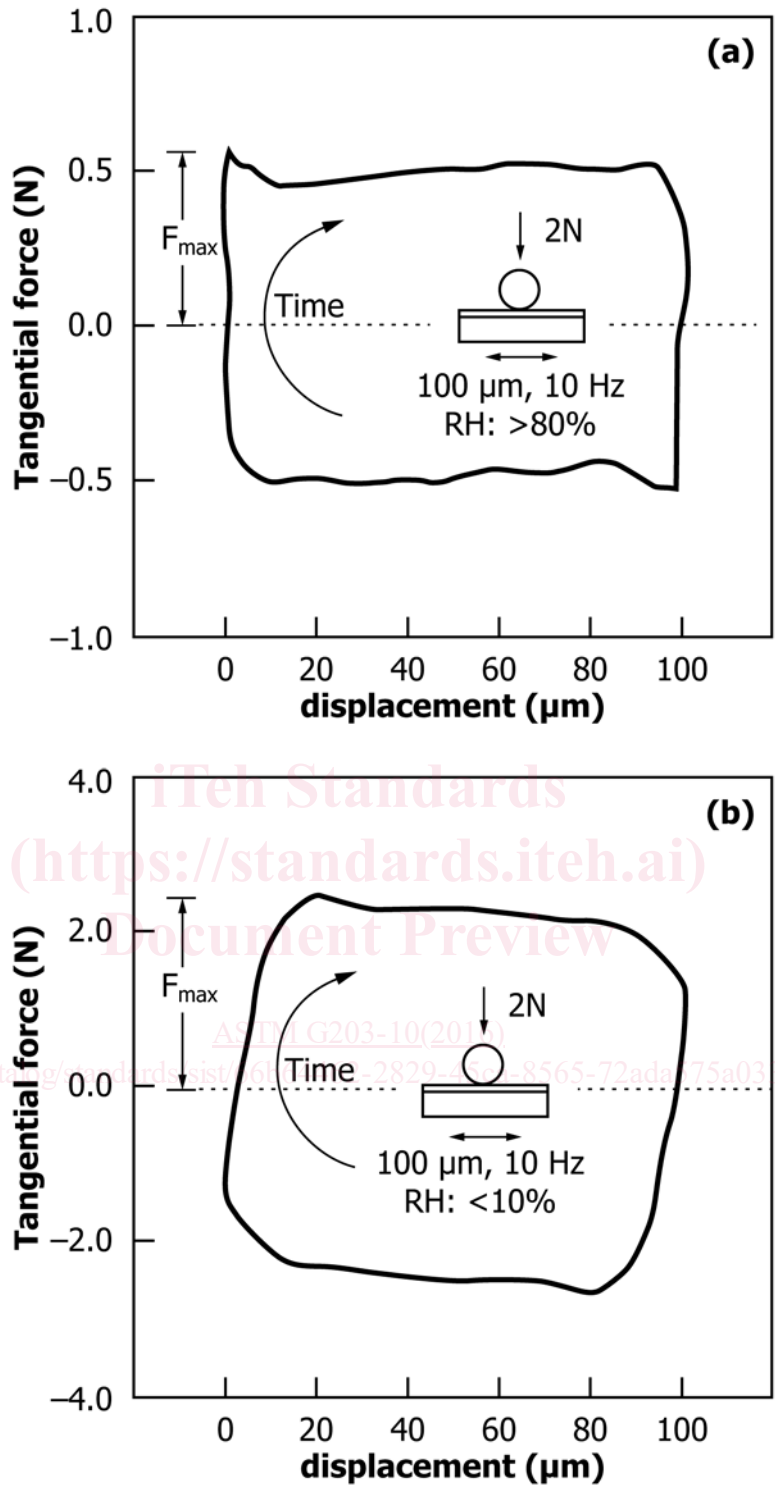 1.0
(a)
0.5
F_max
2N
Time
0.0
100 µm, 10 Hz
RH: >80%
−0.5
−1.0
Tangential force (N)
0 20 40 60 80 100
displacement (µm)
iTeh Standards
(https://standards.iteh.ai)
Document Preview
4.0
(b)
2.0
F_max
2N
ASTM G203-10(2016)
Time
0.0
100 µm, 10 Hz
RH: <10%
−2.0
−4.0
Tangential force (N)
0 20 40 60 80 100
displacement (µm)